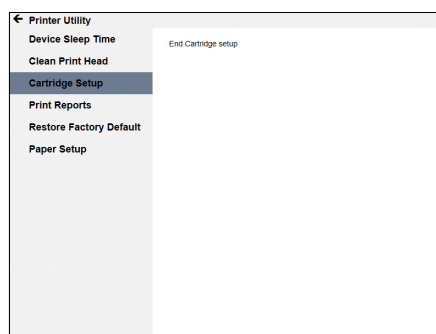 Printer Utility
Device Sleep Time
End Cartridge setup
Clean Print Head
Cartridge Setup
Print Reports
Restore Factory Default
Paper Setup